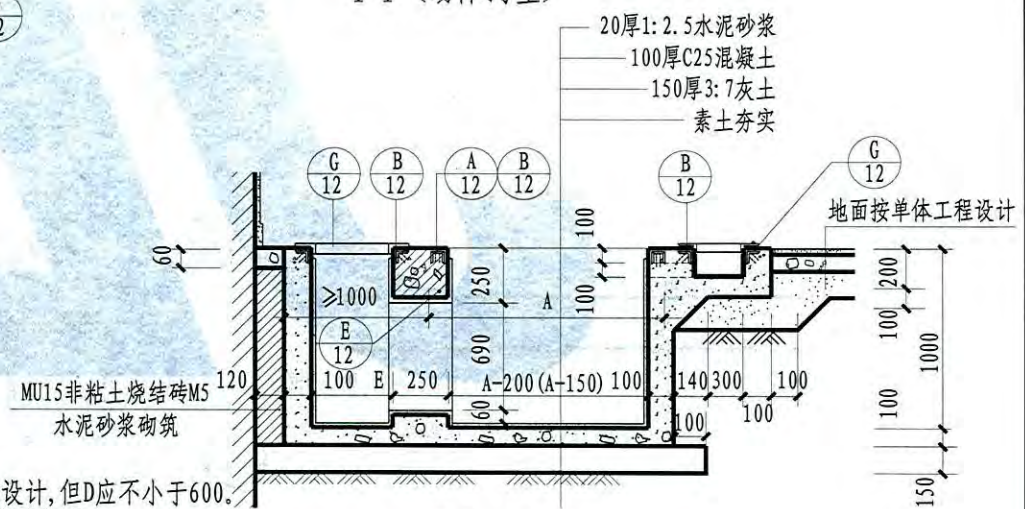 2
20厚1:2.5水泥砂浆
100厚C25混凝土
150厚3:7灰土
素土夯实
G
12
B
12
A
12
B
12
B
12
G
12
地面按单体工程设计
60
100
250
100
200
100
1000
≥1000
A
E
12
690
120
100
E
250
A-200(A-150)
100
140
300
100
100
100
60
100
150
MU15非粘土烧结砖M5
水泥砂浆砌筑
设计,但D应不小于600。